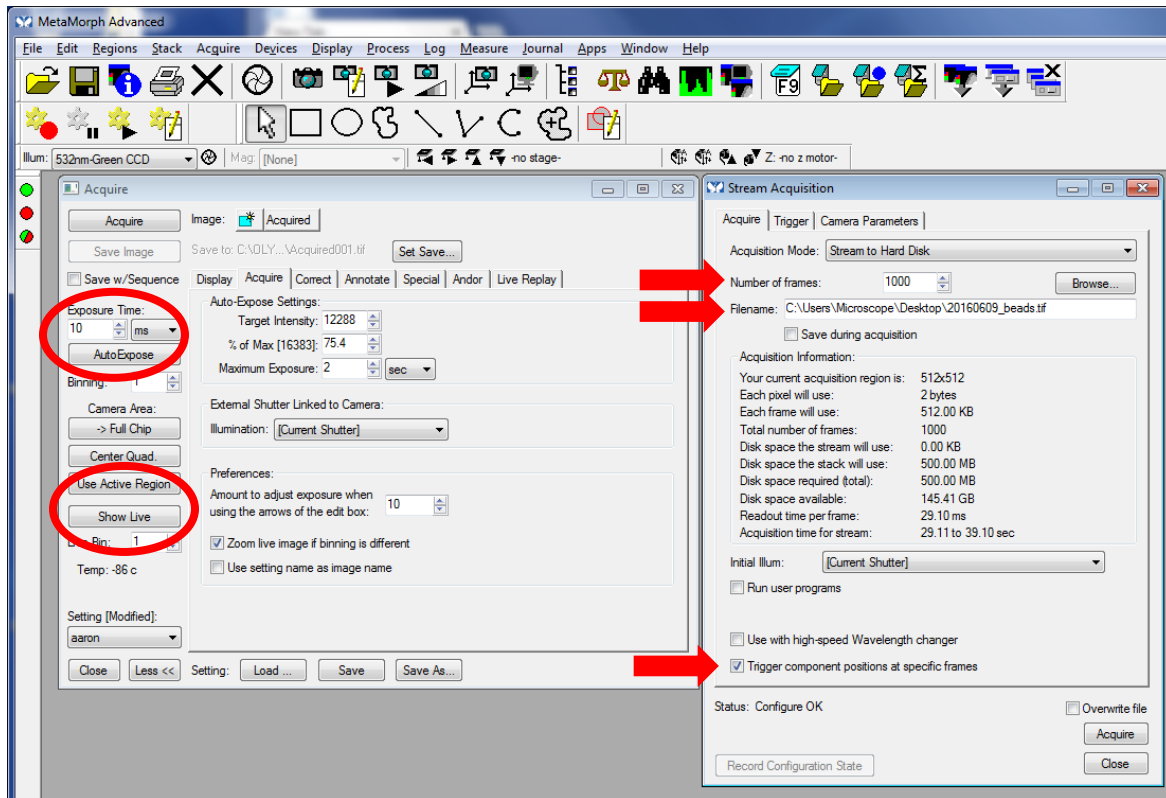 MetaMorph Advanced
File Edit Regions Stack Acquire Devices Display Process Log Measure Journal Apps Window Help
F9
Illum: 532nm-Green CCD Mag: [None] -no stage- Z: -no z motor-
Acquire
Acquire Image: Acquired
Save Image Save to: C:\OLY...\Acquired001.tif Set Save...
Save w/Sequence Display Acquire Correct Annotate Special Andor Live Replay
Exposure Time:
10 ms
AutoExpose
Binning: 1
Camera Area:
-> Full Chip
Center Quad.
Use Active Region
Show Live
Bin: 1
Temp: -86 c
Setting [Modified]:
aaron
Auto-Expose Settings:
Target Intensity: 12288
% of Max [16383]: 75.4
Maximum Exposure: 2 sec
External Shutter Linked to Camera:
Illumination: [Current Shutter]
Preferences:
Amount to adjust exposure when
using the arrows of the edit box: 10
Zoom live image if binning is different
Use setting name as image name
Close Less << Setting: Load ... Save Save As...
Stream Acquisition
Acquire Trigger Camera Parameters
Acquisition Mode: Stream to Hard Disk
Number of frames: 1000 Browse...
Filename: C:\Users\Microscope\Desktop\20160609_beads.tif
Save during acquisition
Acquisition Information:
Your current acquisition region is: 512x512
Each pixel will use: 2 bytes
Each frame will use: 512.00 KB
Total number of frames: 1000
Disk space the stream will use: 0.00 KB
Disk space the stack will use: 500.00 MB
Disk space required (total): 500.00 MB
Disk space available: 145.41 GB
Readout time per frame: 29.10 ms
Acquisition time for stream: 29.11 to 39.10 sec
Initial Illum: [Current Shutter]
Run user programs
Use with high-speed Wavelength changer
Trigger component positions at specific frames
Status: Configure OK Overwrite file
Acquire
Record Configuration State Close